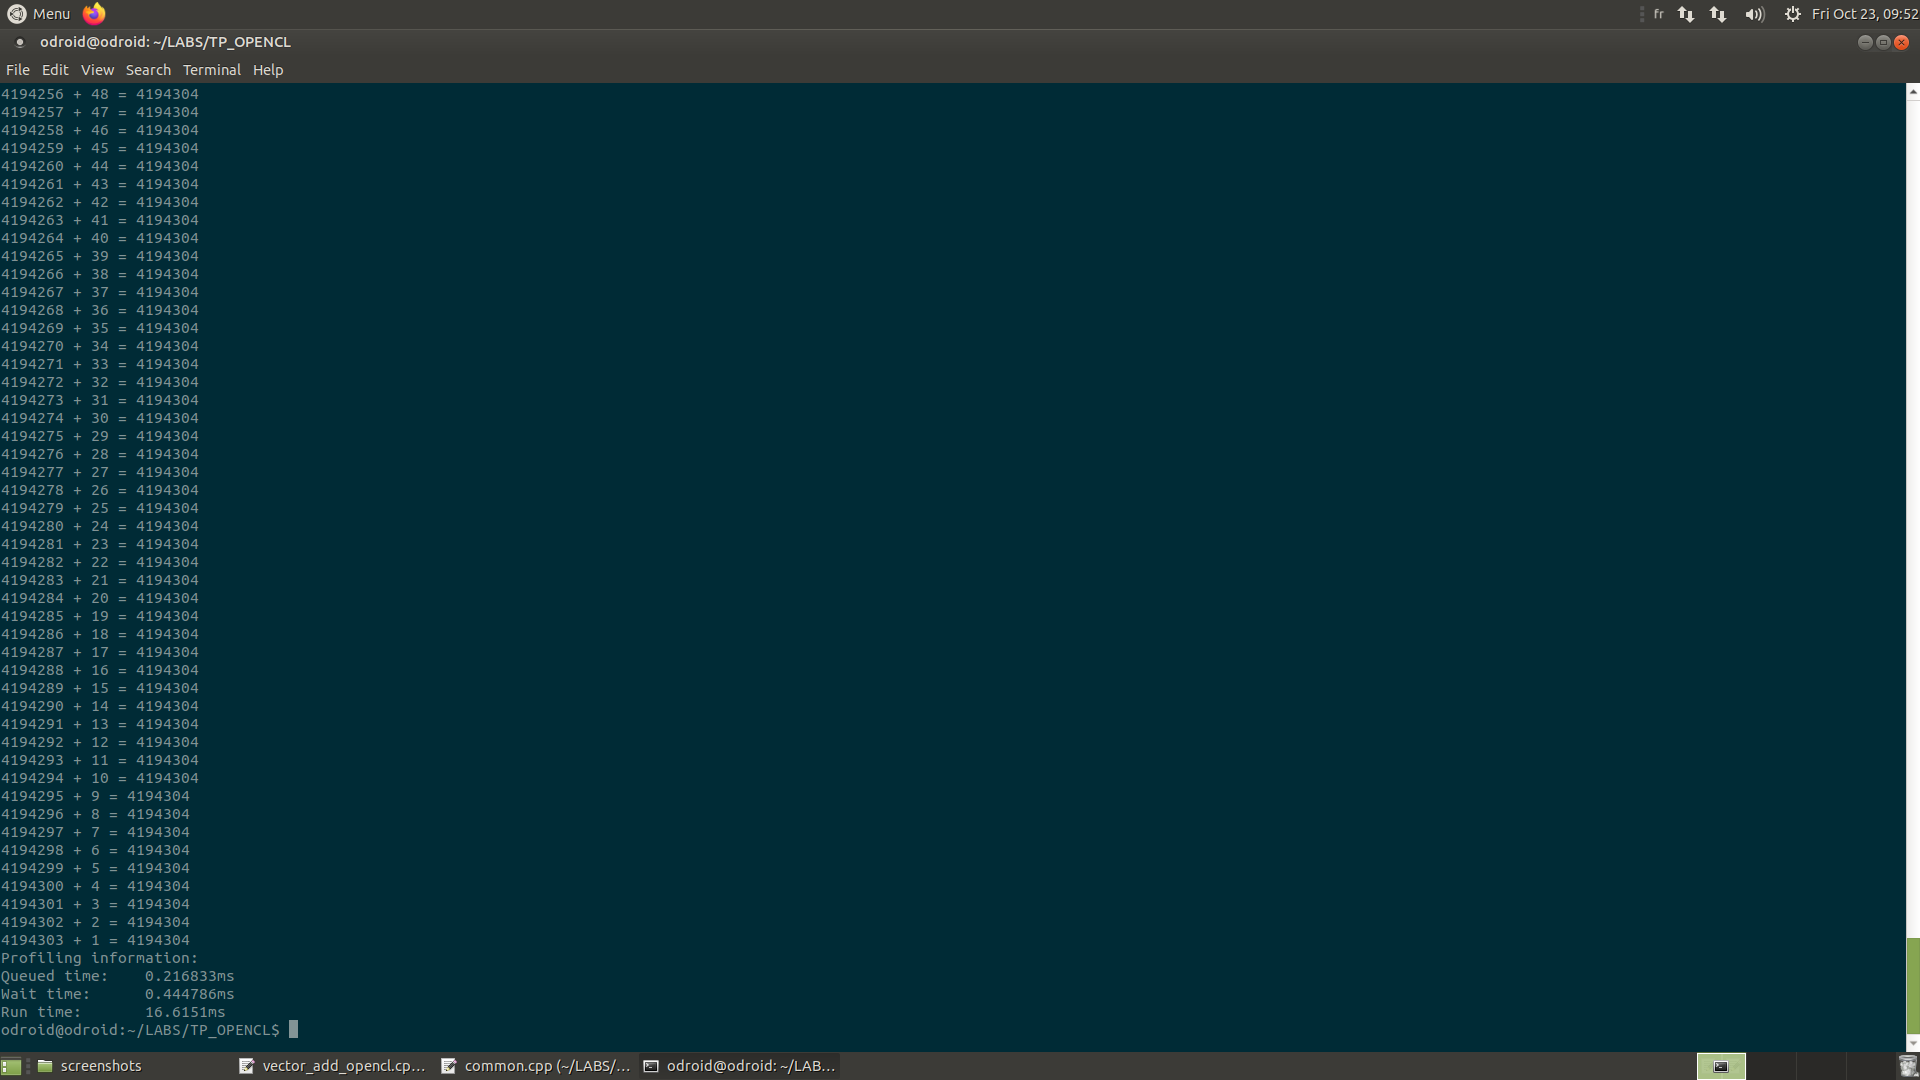 Menu
fr
Fri Oct 23, 09:52
odroid@odroid: ~/LABS/TP_OPENCL
File Edit View Search Terminal Help
4194256 + 48 = 4194304
4194257 + 47 = 4194304
4194258 + 46 = 4194304
4194259 + 45 = 4194304
4194260 + 44 = 4194304
4194261 + 43 = 4194304
4194262 + 42 = 4194304
4194263 + 41 = 4194304
4194264 + 40 = 4194304
4194265 + 39 = 4194304
4194266 + 38 = 4194304
4194267 + 37 = 4194304
4194268 + 36 = 4194304
4194269 + 35 = 4194304
4194270 + 34 = 4194304
4194271 + 33 = 4194304
4194272 + 32 = 4194304
4194273 + 31 = 4194304
4194274 + 30 = 4194304
4194275 + 29 = 4194304
4194276 + 28 = 4194304
4194277 + 27 = 4194304
4194278 + 26 = 4194304
4194279 + 25 = 4194304
4194280 + 24 = 4194304
4194281 + 23 = 4194304
4194282 + 22 = 4194304
4194283 + 21 = 4194304
4194284 + 20 = 4194304
4194285 + 19 = 4194304
4194286 + 18 = 4194304
4194287 + 17 = 4194304
4194288 + 16 = 4194304
4194289 + 15 = 4194304
4194290 + 14 = 4194304
4194291 + 13 = 4194304
4194292 + 12 = 4194304
4194293 + 11 = 4194304
4194294 + 10 = 4194304
4194295 + 9 = 4194304
4194296 + 8 = 4194304
4194297 + 7 = 4194304
4194298 + 6 = 4194304
4194299 + 5 = 4194304
4194300 + 4 = 4194304
4194301 + 3 = 4194304
4194302 + 2 = 4194304
4194303 + 1 = 4194304
Profiling information:
Queued time:    0.216833ms
Wait time:      0.444786ms
Run time:       16.6151ms
odroid@odroid:~/LABS/TP_OPENCL$
screenshots
vector_add_opencl.cp...
common.cpp (~/LABS/...
odroid@odroid: ~/LAB...